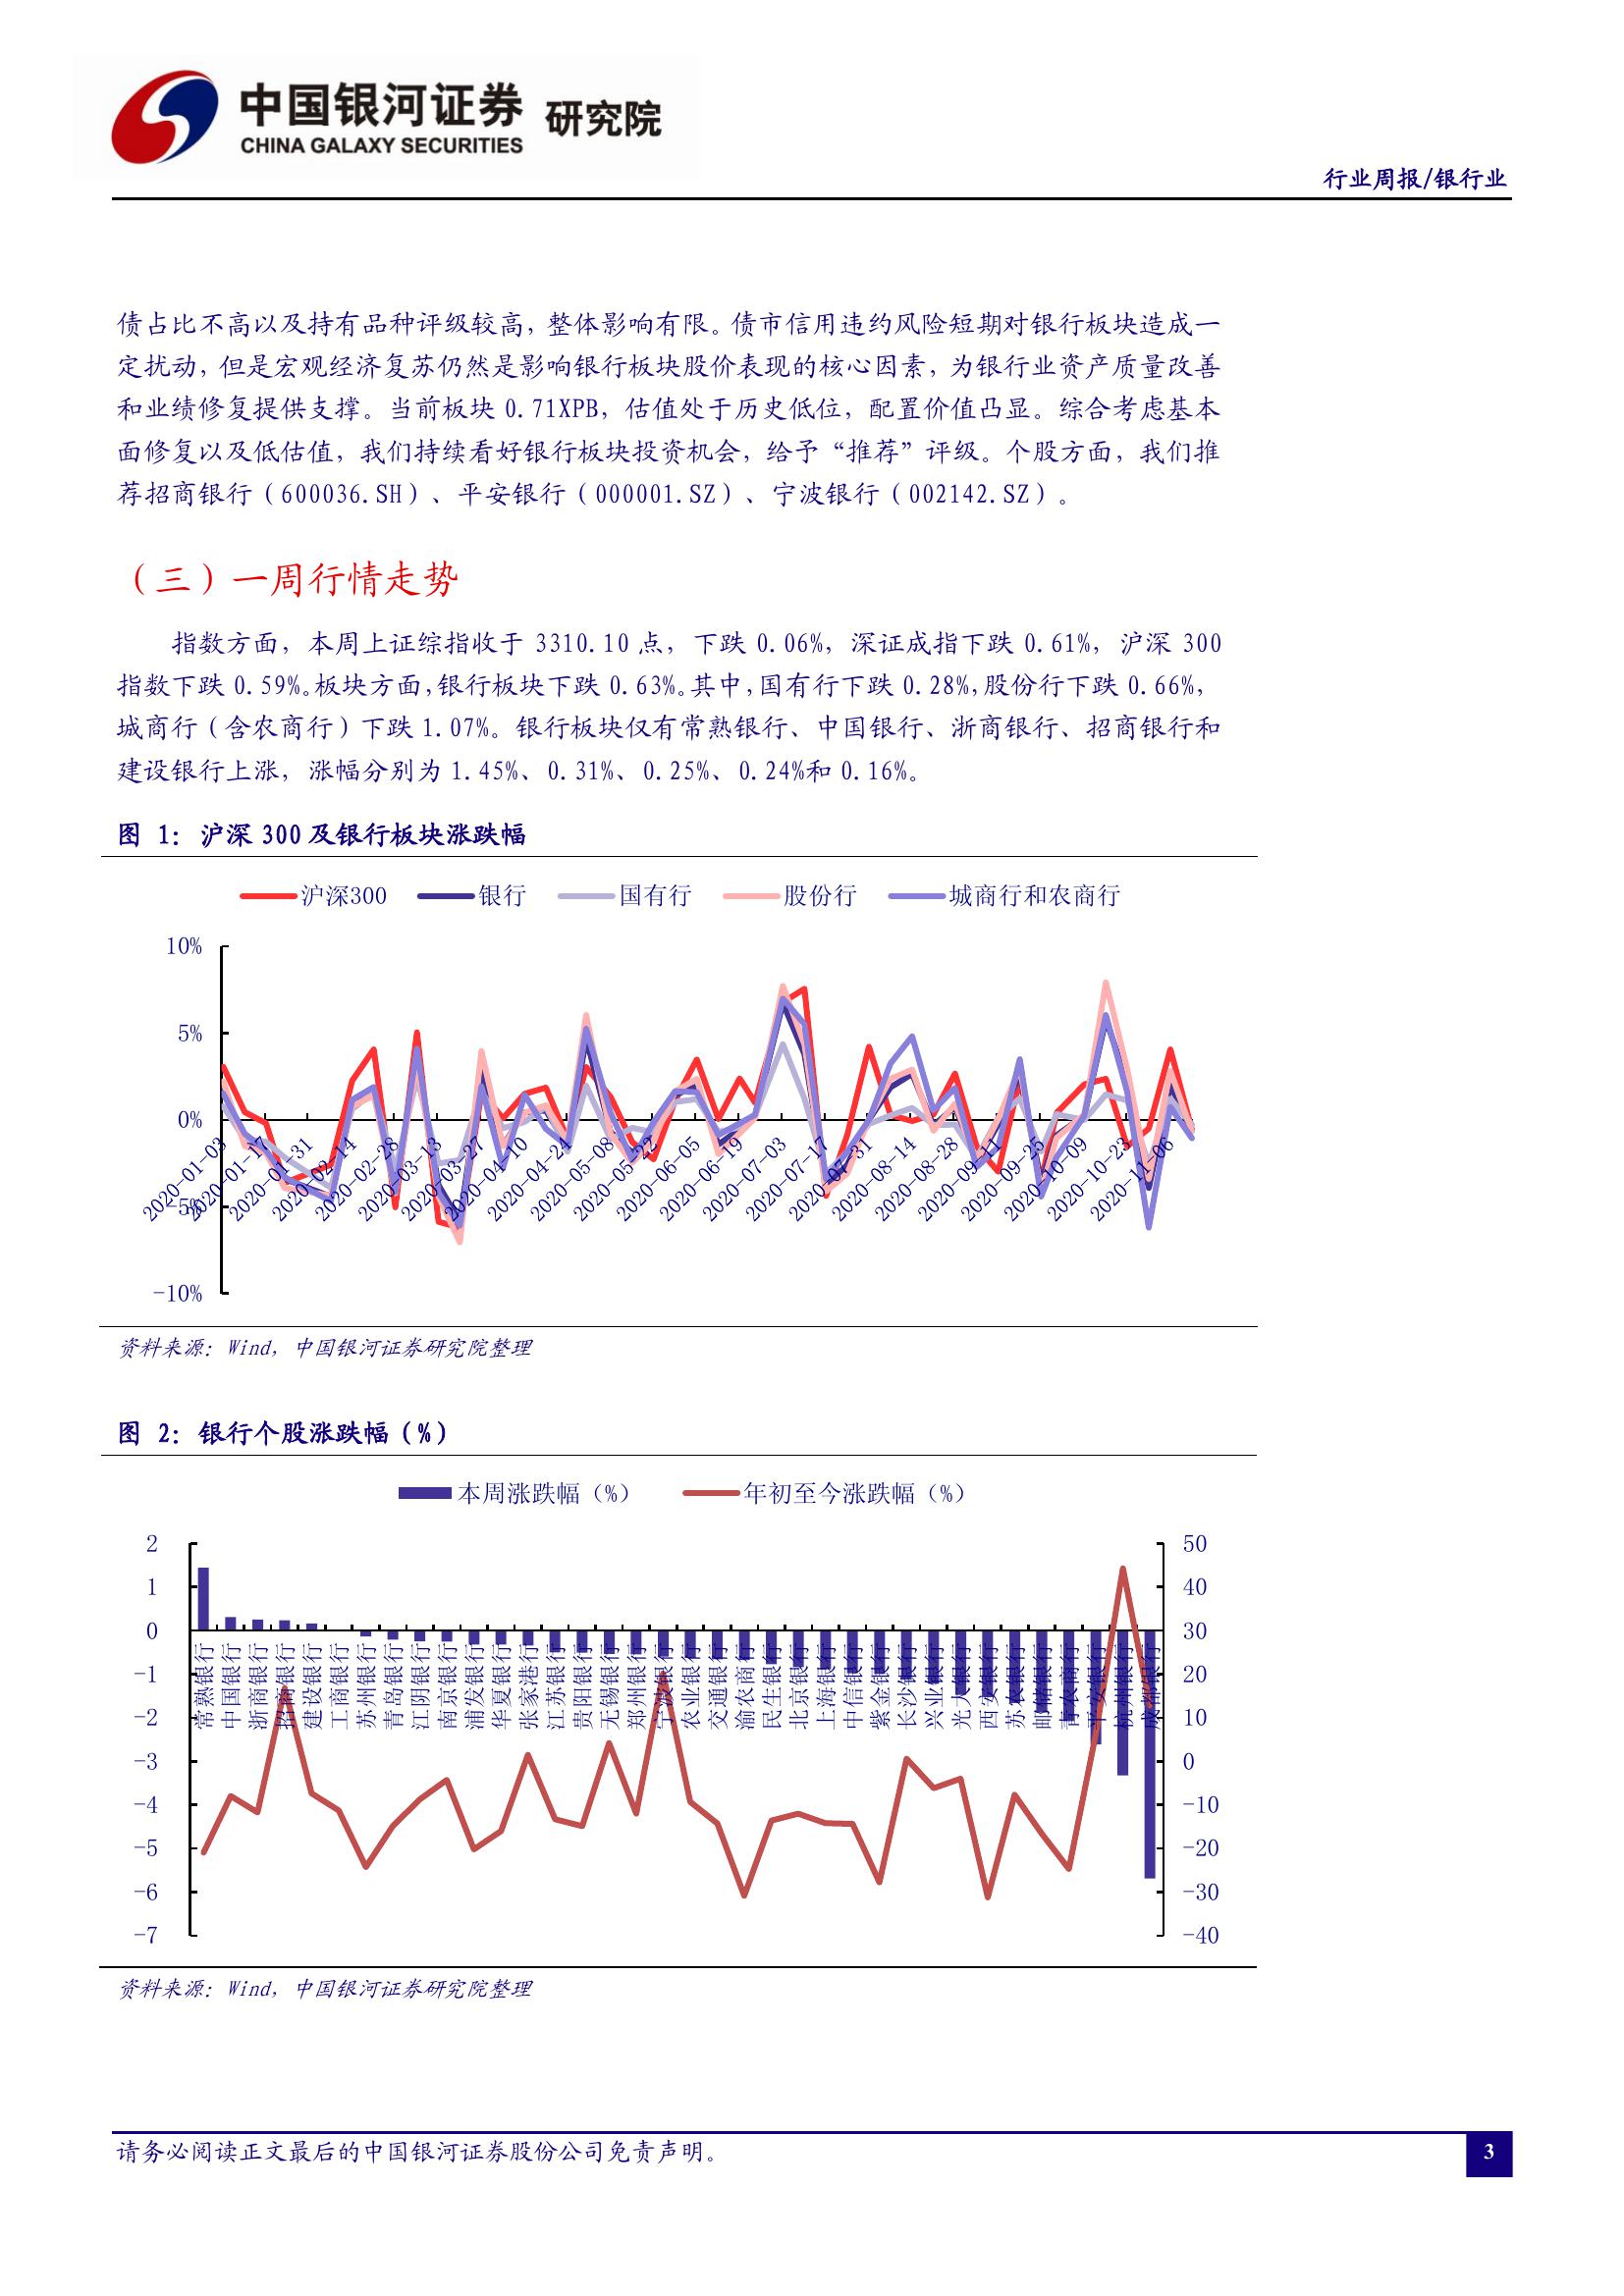 中国银河证券 研究院
CHINA GALAXY SECURITIES
行业周报/银行业
债占比不高以及持有品种评级较高，整体影响有限。债市信用违约风险短期对银行板块造成一
定扰动，但是宏观经济复苏仍然是影响银行板块股价表现的核心因素，为银行业资产质量改善
和业绩修复提供支撑。当前板块 0.71XPB，估值处于历史低位，配置价值凸显。综合考虑基本
面修复以及低估值，我们持续看好银行板块投资机会，给予“推荐”评级。个股方面，我们推
荐招商银行（600036.SH）、平安银行（000001.SZ）、宁波银行（002142.SZ）。
（三）一周行情走势
指数方面，本周上证综指收于 3310.10 点，下跌 0.06%，深证成指下跌 0.61%，沪深 300
指数下跌 0.59%。板块方面，银行板块下跌 0.63%。其中，国有行下跌 0.28%，股份行下跌 0.66%，
城商行（含农商行）下跌 1.07%。银行板块仅有常熟银行、中国银行、浙商银行、招商银行和
建设银行上涨，涨幅分别为 1.45%、0.31%、0.25%、0.24%和 0.16%。
图 1：沪深 300 及银行板块涨跌幅
沪深300 银行 国有行 股份行 城商行和农商行
10%
5%
0%
-5%
-10%
2020-01-03
2020-01-17
2020-01-31
2020-02-14
2020-02-28
2020-03-13
2020-03-27
2020-04-10
2020-04-24
2020-05-08
2020-05-22
2020-06-05
2020-06-19
2020-07-03
2020-07-17
2020-07-31
2020-08-14
2020-08-28
2020-09-11
2020-09-25
2020-10-09
2020-10-23
2020-11-06
资料来源：Wind，中国银河证券研究院整理
图 2：银行个股涨跌幅（%）
本周涨跌幅（%） 年初至今涨跌幅（%）
2
1
0
-1
-2
-3
-4
-5
-6
-7
常熟银行
中国银行
浙商银行
招商银行
建设银行
工商银行
苏州银行
青岛银行
江阴银行
南京银行
浦发银行
华夏银行
张家港行
江苏银行
贵阳银行
无锡银行
郑州银行
宁波银行
农业银行
交通银行
渝农商行
民生银行
北京银行
上海银行
中信银行
紫金银行
长沙银行
兴业银行
光大银行
西安银行
苏农银行
邮储银行
青农商行
平安银行
杭州银行
成都银行
50
40
30
20
10
0
-10
-20
-30
-40
资料来源：Wind，中国银河证券研究院整理
请务必阅读正文最后的中国银河证券股份公司免责声明。
3